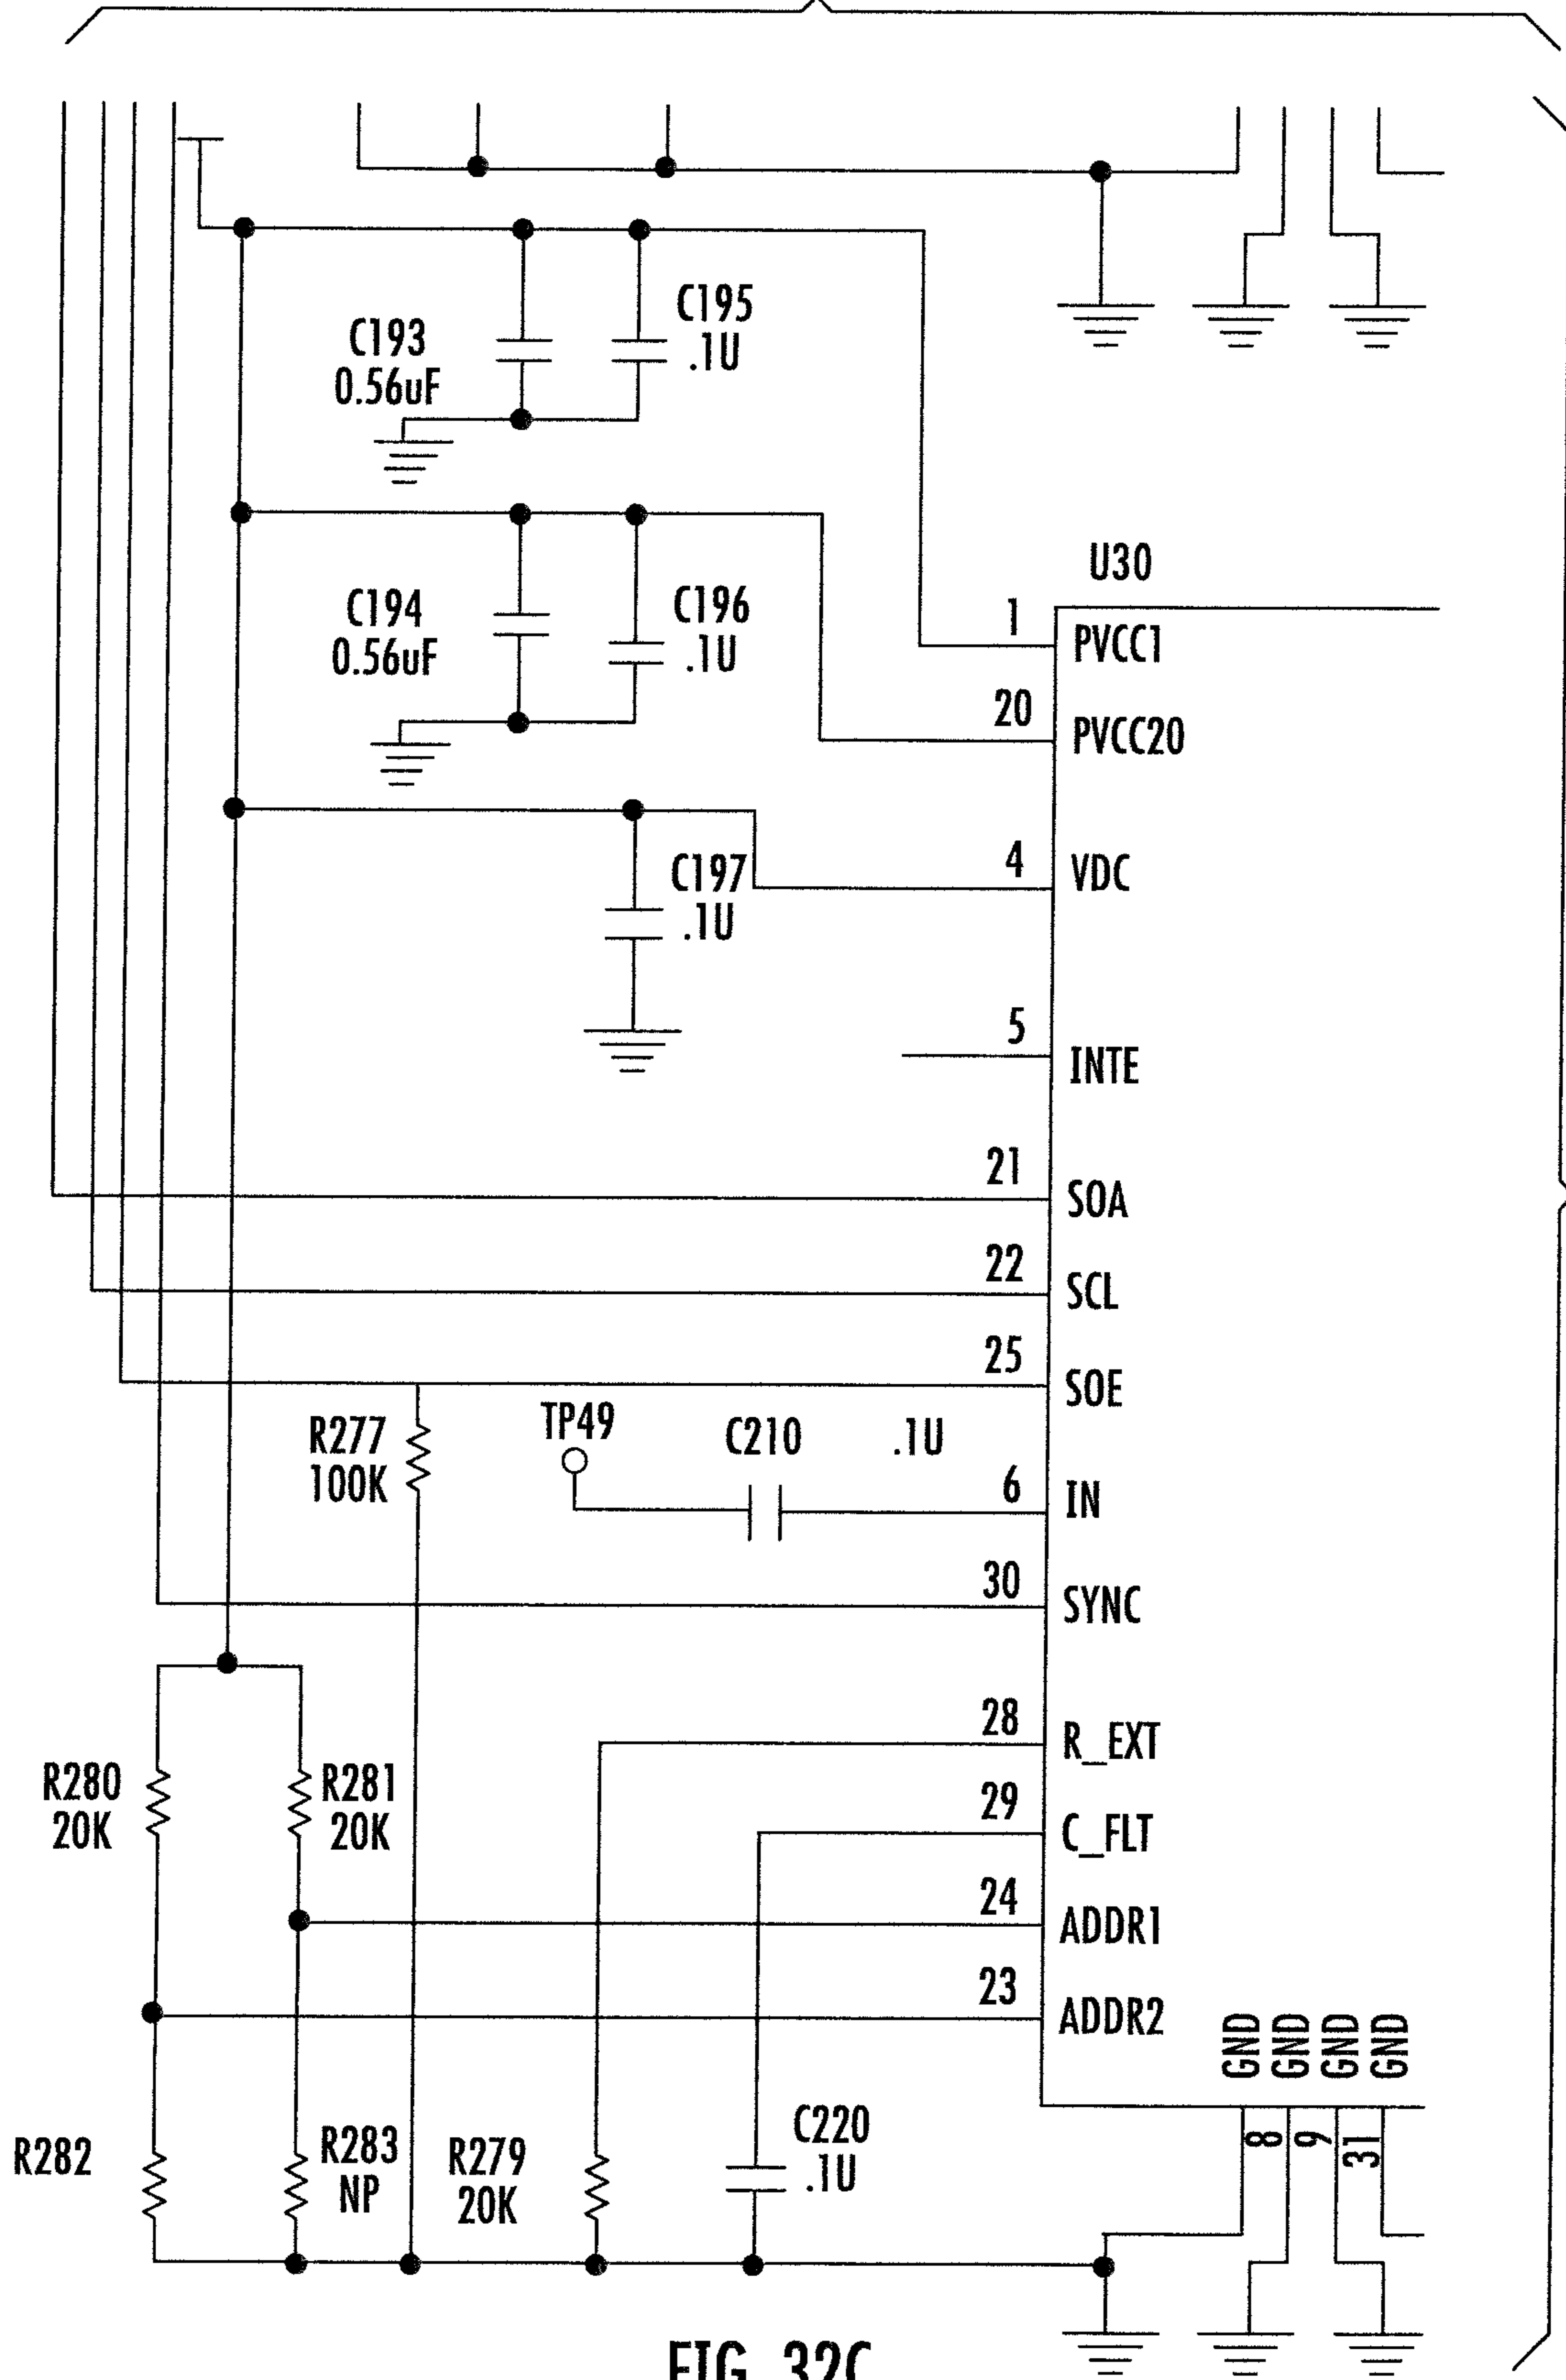 C195
.1U
C193
0.56uF
U30
C194
0.56uF
C196
.1U
1
PVCC1
20
PVCC20
C197
.1U
4
VDC
5
INTE
21
SOA
22
SCL
25
SOE
R277
100K
TP49
C210
.1U
6
IN
30
SYNC
28
R_EXT
R280
20K
R281
20K
29
C_FLT
24
ADDR1
23
ADDR2
GND
GND
GND
GND
8
9
31
R282
R283
NP
R279
20K
C220
.1U
FIG. 32C